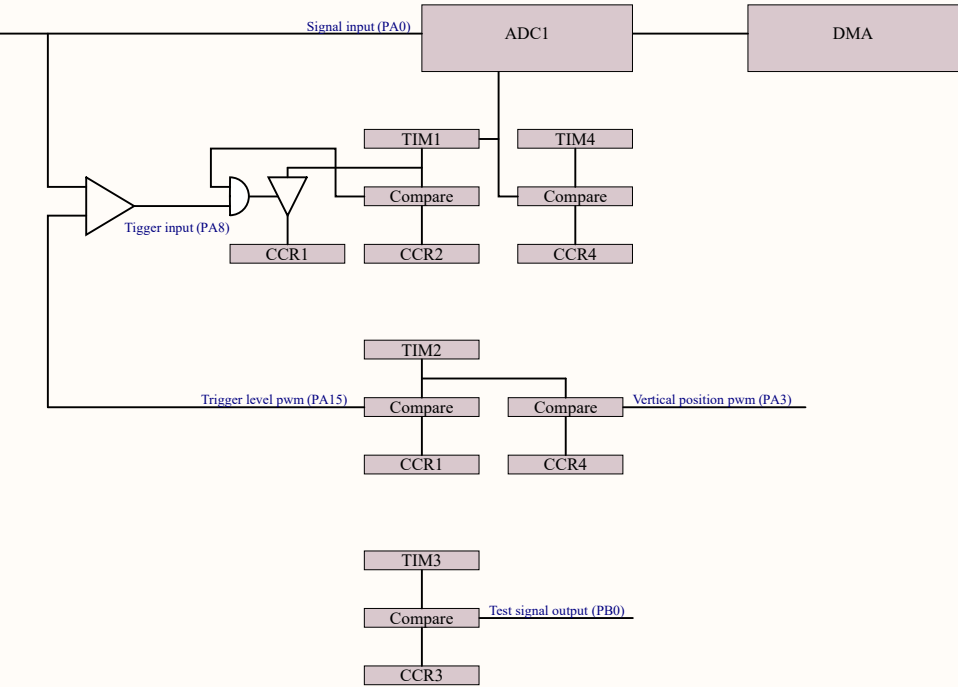 Signal input (PA0)
ADC1
DMA
TIM1
TIM4
Compare
Compare
Tigger input (PA8)
CCR1
CCR2
CCR4
TIM2
Trigger level pwm (PA15)
Compare
Compare
Vertical position pwm (PA3)
CCR1
CCR4
TIM3
Compare
Test signal output (PB0)
CCR3